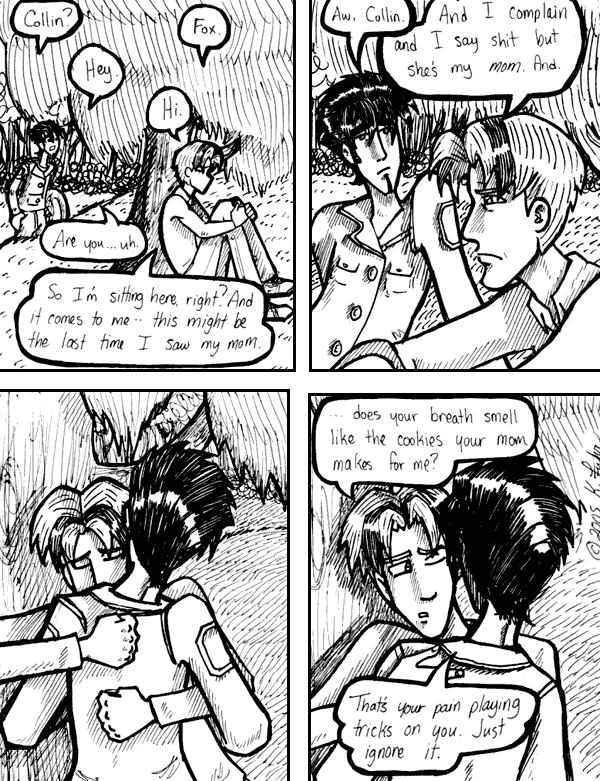 Collin?
Fox.
Hey.
Hi.
Are you... uh.
So I'm sitting here, right? And
it comes to me -- this might be
the last time I saw my mom.
Aw, Collin.
And I complain
and I say shit but
she's my mom. And.
... does your breath smell
like the cookies your mom
makes for me?
That's your pain playing
tricks on you. Just
ignore it.
©2005